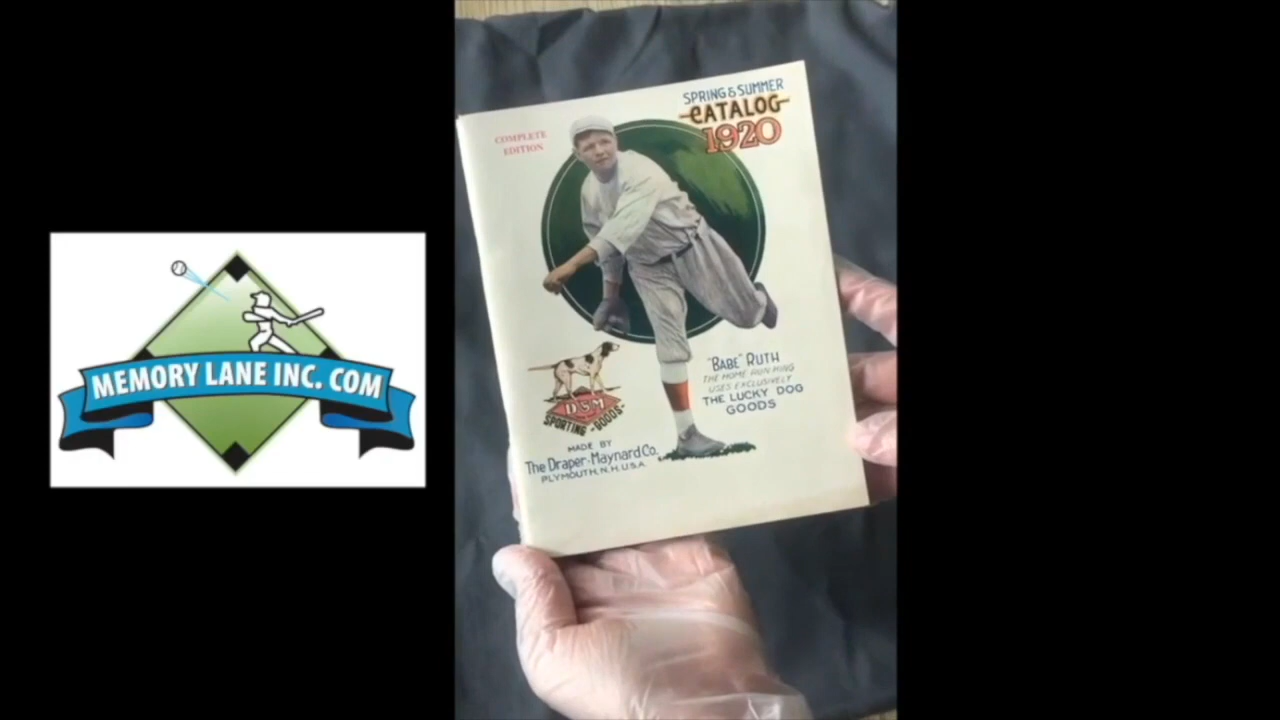 MEMORY LANE INC. COM
SPRING & SUMMER
CATALOG
1920
COMPLETE
EDITION
"BABE" RUTH
THE HOME RUN KING
USES EXCLUSIVELY
THE LUCKY DOG
GOODS
D&M
SPORTING-GOODS-
MADE BY
The Draper-Maynard Co.
PLYMOUTH, N.H. U.S.A.